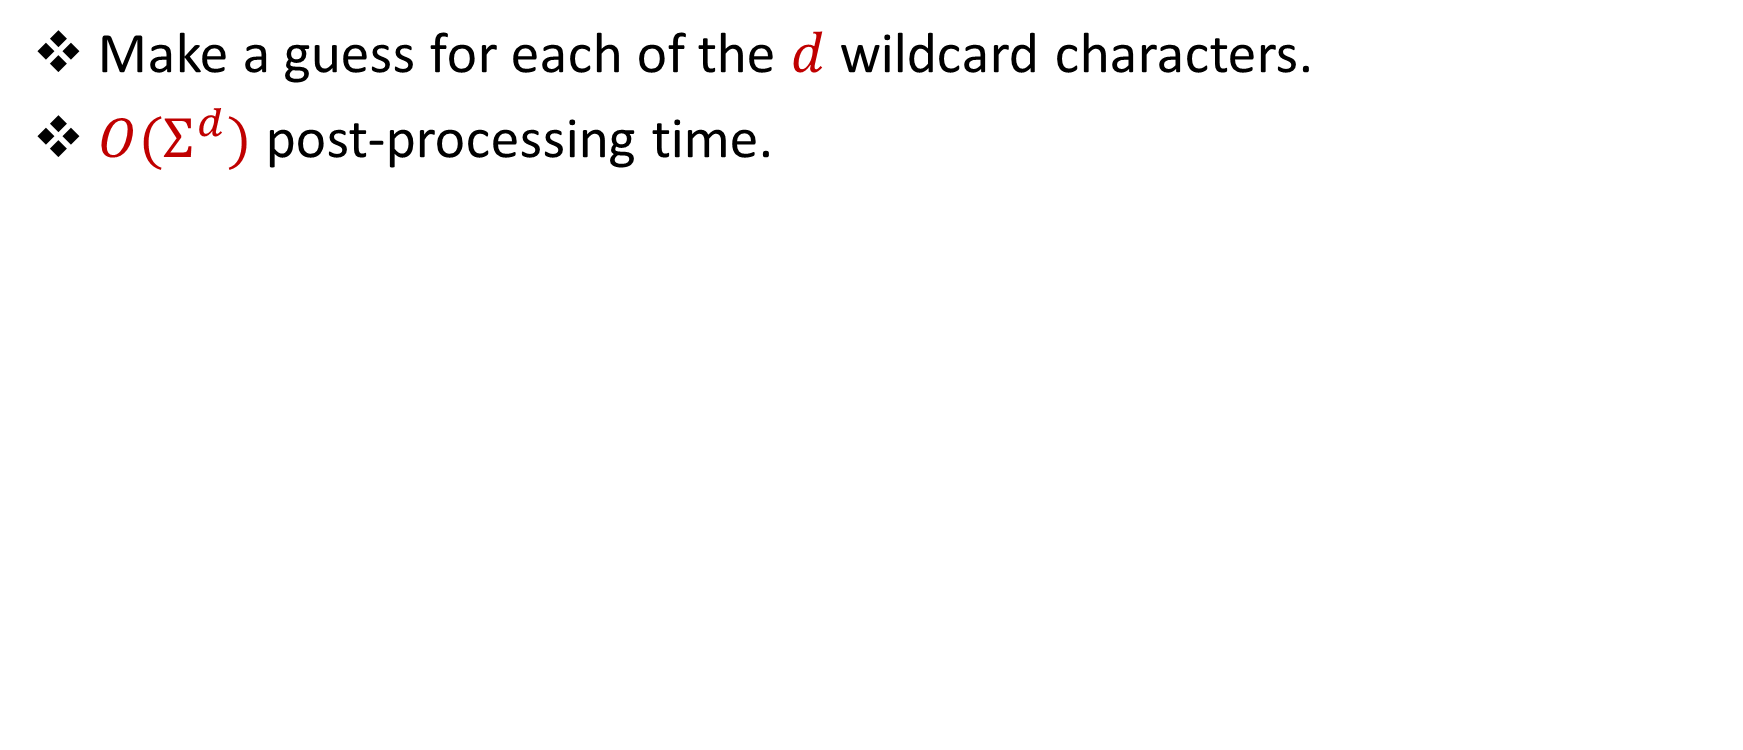 ❖ Make a guess for each of the d wildcard characters.
❖ O(Σ^d) post-processing time.